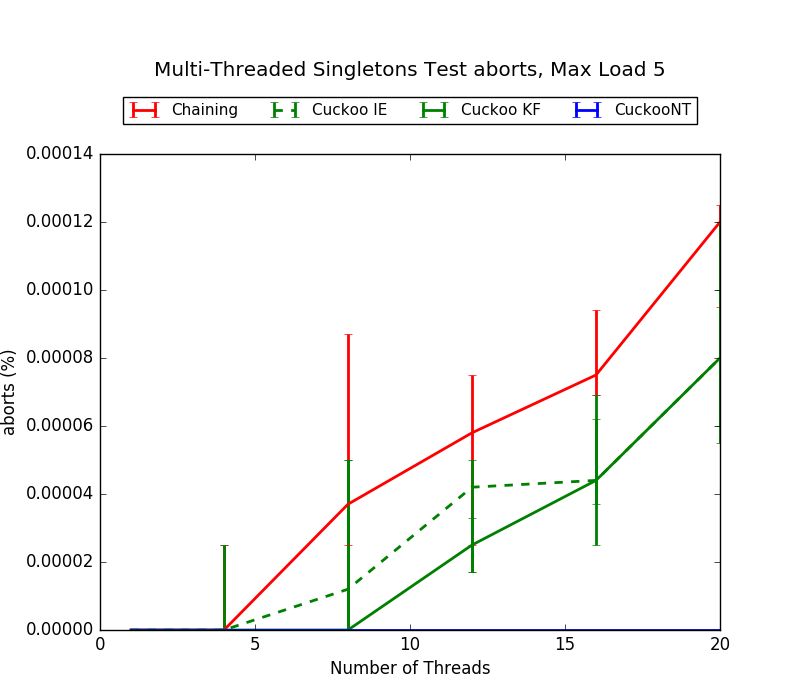 Multi-Threaded Singletons Test aborts, Max Load 5
Chaining Cuckoo IE Cuckoo KF CuckooNT
0.00014
0.00012
0.00010
0.00008
0.00006
0.00004
0.00002
0.00000
aborts (%)
0 5 10 15 20
Number of Threads